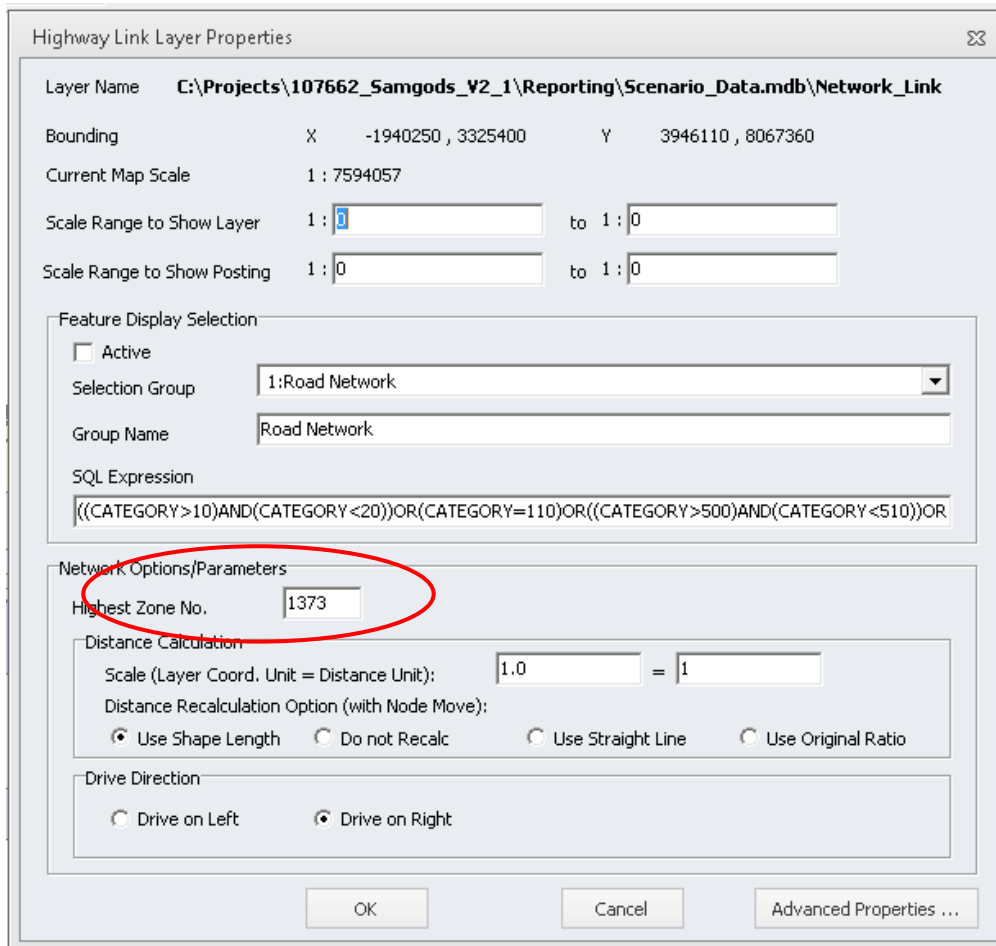 Highway Link Layer Properties
Layer Name C:\Projects\107662_Samgods_V2_1\Reporting\Scenario_Data.mdb\Network_Link
Bounding X -1940250 , 3325400 Y 3946110 , 8067360
Current Map Scale 1 : 7594057
Scale Range to Show Layer 1 : 0 to 1 : 0
Scale Range to Show Posting 1 : 0 to 1 : 0
Feature Display Selection
Active
Selection Group 1:Road Network
Group Name Road Network
SQL Expression
((CATEGORY>10)AND(CATEGORY<20))OR(CATEGORY=110)OR((CATEGORY>500)AND(CATEGORY<510))OR
Network Options/Parameters
Highest Zone No. 1373
Distance Calculation
Scale (Layer Coord. Unit = Distance Unit): 1.0 = 1
Distance Recalculation Option (with Node Move):
Use Shape Length Do not Recalc Use Straight Line Use Original Ratio
Drive Direction
Drive on Left Drive on Right
OK Cancel Advanced Properties ...